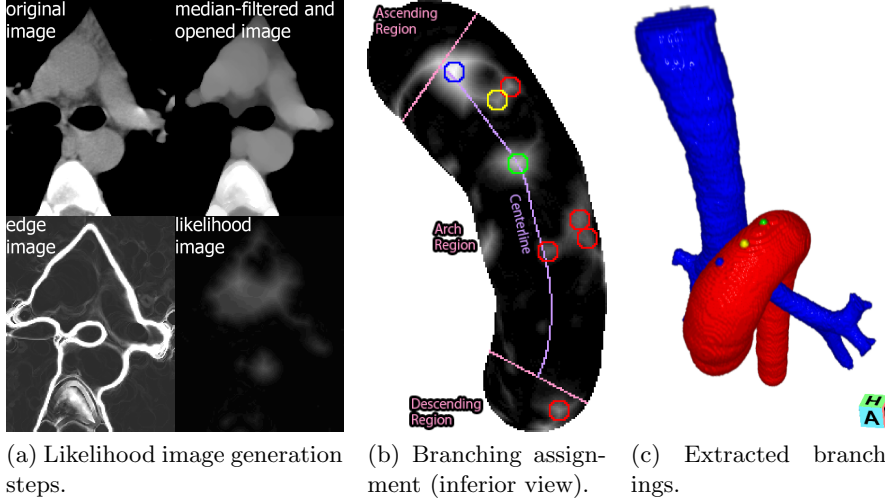 original
image
median-filtered and
opened image
edge
image
likelihood
image
Ascending
Region
Centerline
Arch
Region
Descending
Region
H
A
(a) Likelihood image generation
steps.
(b) Branching assign-
ment (inferior view).
(c) Extracted branch-
ings.